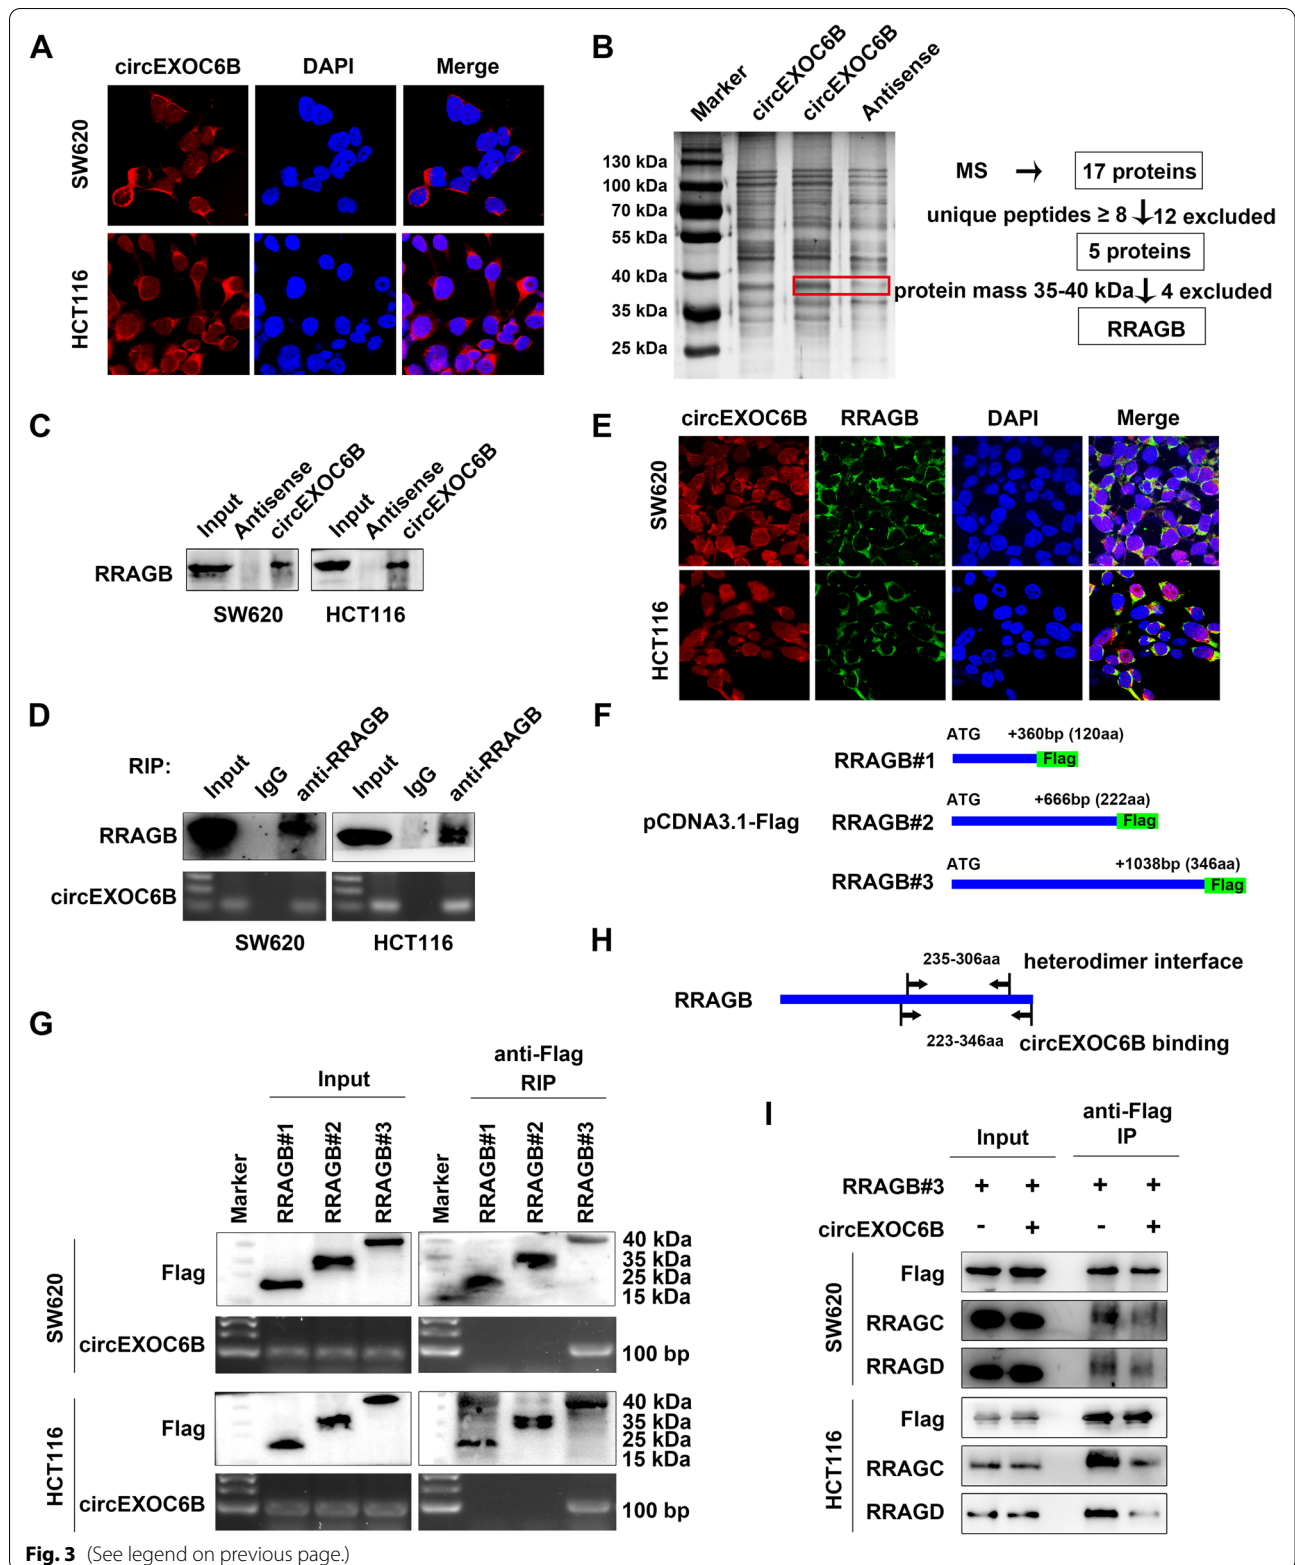 A
circEXOC6B DAPI Merge
SW620
HCT116
B
Marker circEXOC6B circEXOC6B Antisense
130 kDa
100 kDa
70 kDa
55 kDa
40 kDa
35 kDa
25 kDa
MS → 17 proteins
unique peptides ≥ 8 ↓ 12 excluded
5 proteins
protein mass 35-40 kDa ↓ 4 excluded
RRAGB
C
Input Antisense circEXOC6B Input Antisense circEXOC6B
RRAGB
SW620 HCT116
D
RIP: Input IgG anti-RRAGB Input IgG anti-RRAGB
RRAGB
circEXOC6B
SW620 HCT116
E
circEXOC6B RRAGB DAPI Merge
SW620
HCT116
F
ATG +360bp (120aa)
RRAGB#1 Flag
ATG +666bp (222aa)
pCDNA3.1-Flag RRAGB#2 Flag
ATG +1038bp (346aa)
RRAGB#3 Flag
G
Input anti-Flag
RIP
Marker RRAGB#1 RRAGB#2 RRAGB#3 Marker RRAGB#1 RRAGB#2 RRAGB#3
SW620
Flag
40 kDa
35 kDa
25 kDa
15 kDa
circEXOC6B 100 bp
HCT116
Flag
40 kDa
35 kDa
25 kDa
15 kDa
circEXOC6B 100 bp
H
235-306aa heterodimer interface
RRAGB
223-346aa circEXOC6B binding
I
Input anti-Flag
IP
RRAGB#3 + + + +
circEXOC6B - + - +
SW620
Flag
RRAGC
RRAGD
HCT116
Flag
RRAGC
RRAGD
Fig. 3 (See legend on previous page.)